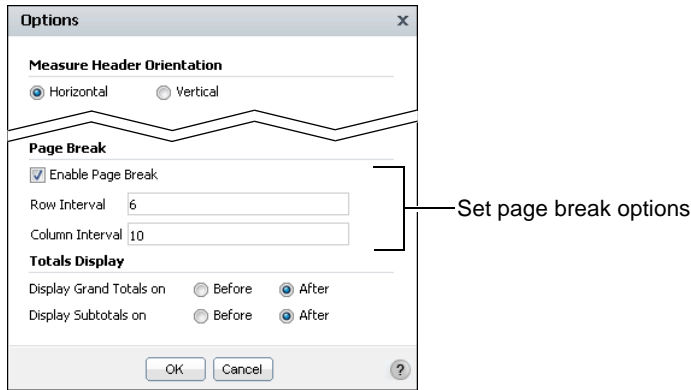 Options x
Measure Header Orientation
Horizontal Vertical
Page Break
Enable Page Break
Row Interval 6
Column Interval 10
Set page break options
Totals Display
Display Grand Totals on Before After
Display Subtotals on Before After
OK Cancel ?